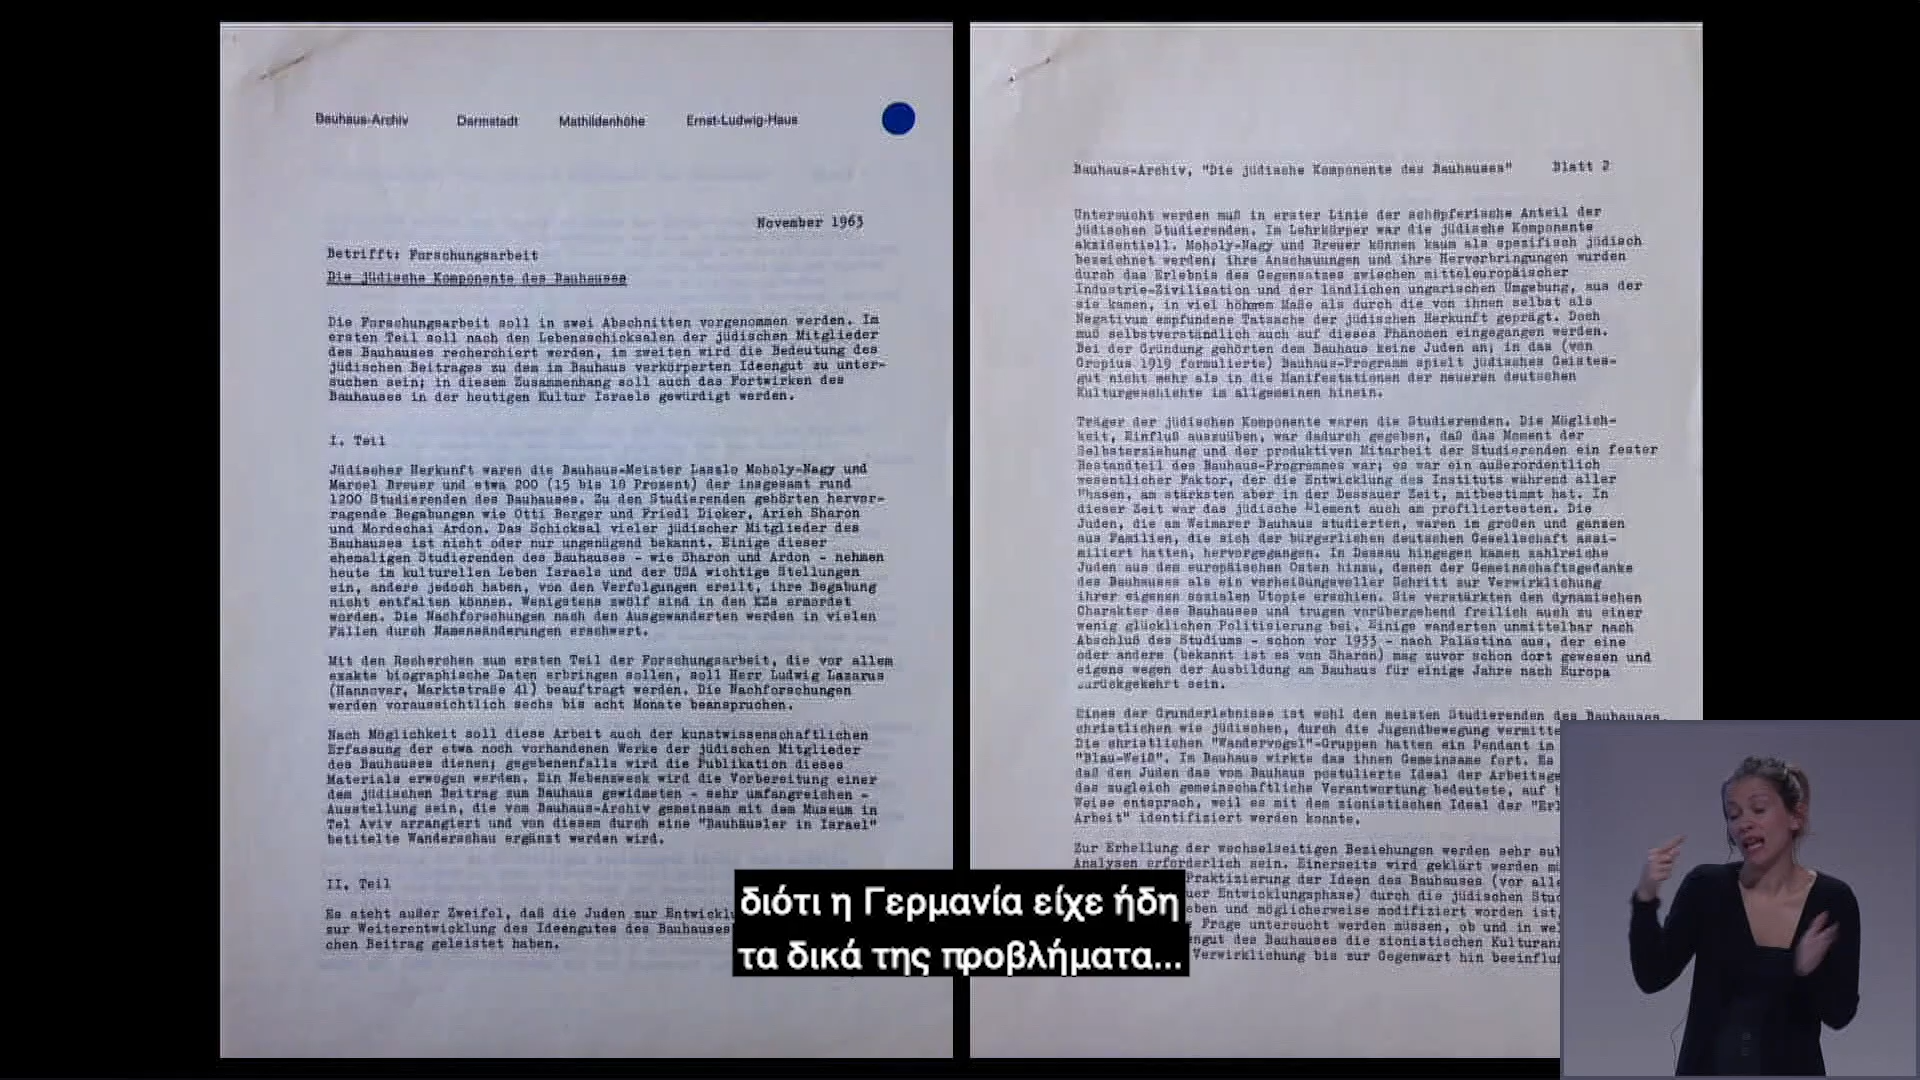 Bauhaus-Archiv Darmstadt Mathildenhöhe Ernst-Ludwig-Haus
November 1963
Betrifft: Forschungsarbeit
Die jüdische Komponente des Bauhauses
Die Forschungsarbeit soll in zwei Abschnitten vorgenommen werden. Im
ersten Teil soll nach den Lebensschicksalen der jüdischen Mitglieder
des Bauhauses recherchiert werden, im zweiten wird die Bedeutung des
jüdischen Beitrages zu dem im Bauhaus verkörperten Ideengut zu unter-
suchen sein; in diesem Zusammenhang soll auch das Fortwirken des
Bauhauses in der heutigen Kultur Israels gewürdigt werden.
I. Teil
Jüdischer Herkunft waren die Bauhaus-Meister Laszlo Moholy-Nagy und
Marcel Breuer und etwa 200 (15 bis 18 Prozent) der insgesamt rund
1200 Studierenden des Bauhauses. Zu den Studierenden gehörten hervor-
ragende Begabungen wie Otti Berger und Friedl Dicker, Arieh Sharon
und Mordechai Ardon. Das Schicksal vieler jüdischer Mitglieder des
Bauhauses ist nicht oder nur ungenügend bekannt. Einige dieser
ehemaligen Studierenden des Bauhauses - wie Sharon und Ardon - nehmen
heute im kulturellen Leben Israels und der USA wichtige Stellungen
ein, andere jedoch haben, von den Verfolgungen ereilt, ihre Begabung
nicht entfalten können. Wenigstens zwölf sind in den KZs ermordet
worden. Die Nachforschungen nach den Ausgewanderten werden in vielen
Fällen durch Namensänderungen erschwert.
Mit den Recherchen zum ersten Teil der Forschungsarbeit, die vor allem
exakte biographische Daten erbringen sollen, soll Herr Ludwig Lazarus
(Hannover, Marktstraße 41) beauftragt werden. Die Nachforschungen
werden voraussichtlich sechs bis acht Monate beanspruchen.
Nach Möglichkeit soll diese Arbeit auch der kunstwissenschaftlichen
Erfassung der etwa noch vorhandenen Werke der jüdischen Mitglieder
des Bauhauses dienen; gegebenenfalls wird die Publikation dieses
Materials erwogen werden. Ein Nebenzweck wird die Vorbereitung einer
dem jüdischen Beitrag zum Bauhaus gewidmeten - sehr umfangreichen -
Ausstellung sein, die vom Bauhaus-Archiv gemeinsam mit dem Museum in
Tel Aviv arrangiert und von diesem durch eine "Bauhäusler in Israel"
betitelte Wanderschau ergänzt werden wird.
II. Teil
Es steht außer Zweifel, daß die Juden zur Entwicklu
zur Weiterentwicklung des Ideengutes des Bauhauses
chen Beitrag geleistet haben.
Bauhaus-Archiv, "Die jüdische Komponente des Bauhauses" Blatt 2
Untersucht werden muß in erster Linie der schöpferische Anteil der
jüdischen Studierenden. Im Lehrkörper war die jüdische Komponente
akzidentiell. Moholy-Nagy und Breuer können kaum als spezifisch jüdisch
bezeichnet werden; ihre Anschauungen und ihre Hervorbringungen wurden
durch das Erlebnis des Gegensatzes zwischen mitteleuropäischer
Industrie-Zivilisation und der ländlichen ungarischen Umgebung, aus der
sie kamen, in viel höherem Maße als durch die von ihnen selbst als
Negativum empfundene Tatsache der jüdischen Herkunft geprägt. Doch
muß selbstverständlich auch auf dieses Phänomen eingegangen werden.
Bei der Gründung gehörten dem Bauhaus keine Juden an; in das (von
Gropius 1919 formulierte) Bauhaus-Programm spielt jüdisches Geistes-
gut nicht mehr als in die Manifestationen der neueren deutschen
Kulturgeschichte im allgemeinen hinein.
Träger der jüdischen Komponente waren die Studierenden. Die Möglich-
keit, Einfluß auszuüben, war dadurch gegeben, daß das Moment der
Selbsterziehung und der produktiven Mitarbeit der Studierenden ein fester
Bestandteil des Bauhaus-Programmes war; es war ein außerordentlich
wesentlicher Faktor, der die Entwicklung des Instituts während aller
Phasen, am stärksten aber in der Dessauer Zeit, mitbestimmt hat. In
dieser Zeit war das jüdische Element auch am profiliertesten. Die
Juden, die am Weimarer Bauhaus studierten, waren im großen und ganzen
aus Familien, die sich der bürgerlichen deutschen Gesellschaft assi-
miliert hatten, hervorgegangen. In Dessau hingegen kamen zahlreiche
Juden aus dem europäischen Osten hinzu, denen der Gemeinschaftsgedanke
des Bauhauses als ein verheißungsvoller Schritt zur Verwirklichung
ihrer eigenen sozialen Utopie erschien. Sie verstärkten den dynamischen
Charakter des Bauhauses und trugen vorübergehend freilich auch zu einer
wenig glücklichen Politisierung bei. Einige wanderten unmittelbar nach
Abschluß des Studiums - schon vor 1933 - nach Palästina aus, der eine
oder andere (bekannt ist es von Sharon) mag zuvor schon dort gewesen und
eigens wegen der Ausbildung am Bauhaus für einige Jahre nach Europa
zurückgekehrt sein.
Eines der Grunderlebnisse ist wohl den meisten Studierenden des Bauhauses,
christlichen wie jüdischen, durch die Jugendbewegung vermitte
Die christlichen "Wandervogel"-Gruppen hatten ein Pendant im
"Blau-Weiß". Im Bauhaus wirkte das ihnen Gemeinsame fort. Es
daß den Juden das vom Bauhaus postulierte Ideal der Arbeitsge
das zugleich gemeinschaftliche Verantwortung bedeutete, auf
Weise entsprach, weil es mit dem zionistischen Ideal der "Erl
Arbeit" identifiziert werden konnte.
Zur Erhellung der wechselseitigen Beziehungen werden sehr su
Analysen erforderlich sein. Einerseits wird geklärt werden m
Praktizierung der Ideen des Bauhauses (vor alle
uer Entwicklungsphase) durch die jüdischen Stud
eben und möglicherweise modifiziert worden ist,
Frage untersucht werden müssen, ob und in we
ngut des Bauhauses die zionistischen Kulturan
Verwirklichung bis zur Gegenwart hin beeinflu
διότι η Γερμανία είχε ήδη
τα δικά της προβλήματα...